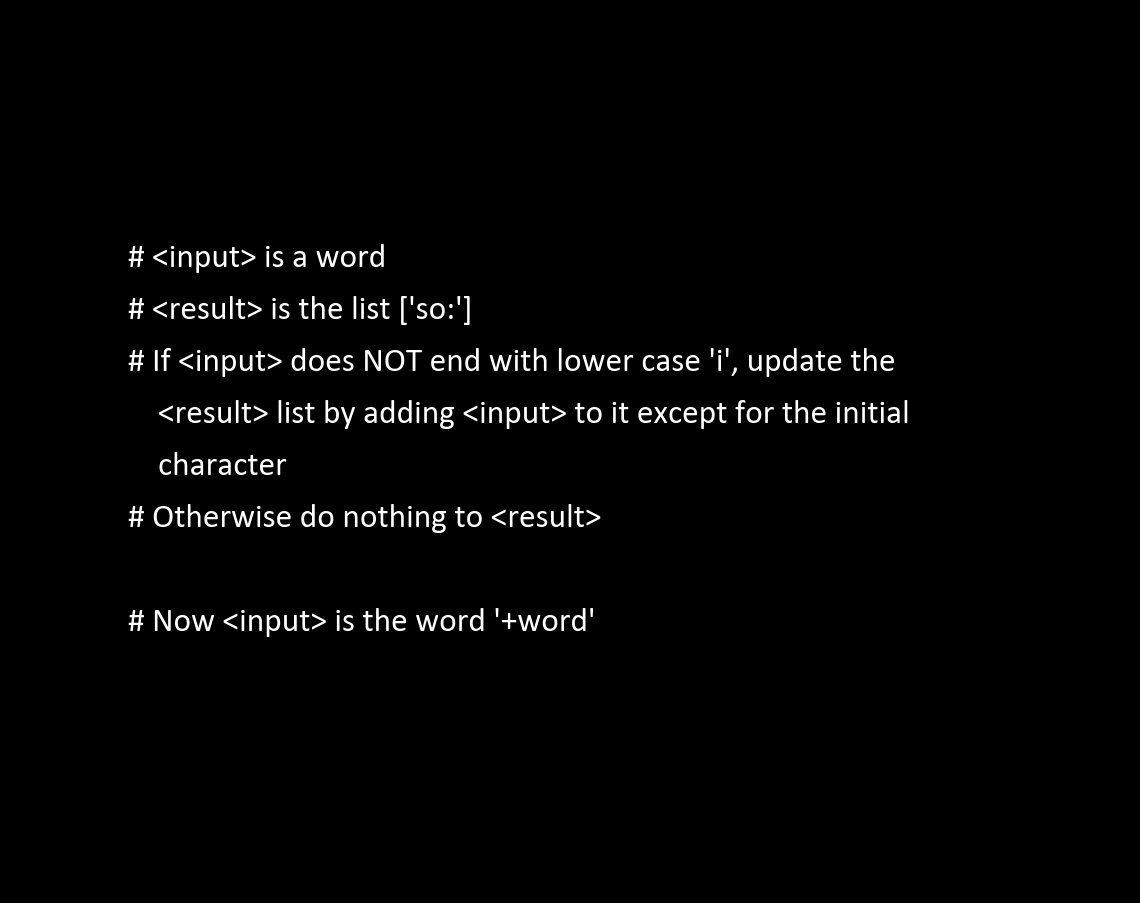 # <input> is a word
# <result> is the list ['so:']
# If <input> does NOT end with lower case 'i', update the
<result> list by adding <input> to it except for the initial
character
# Otherwise do nothing to <result>
# Now <input> is the word '+word'